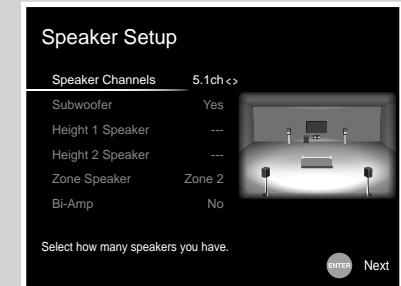 Speaker Setup
Speaker Channels 5.1ch <>
Subwoofer Yes
Height 1 Speaker ---
Height 2 Speaker ---
Zone Speaker Zone 2
Bi-Amp No
Select how many speakers you have.
ENTER Next